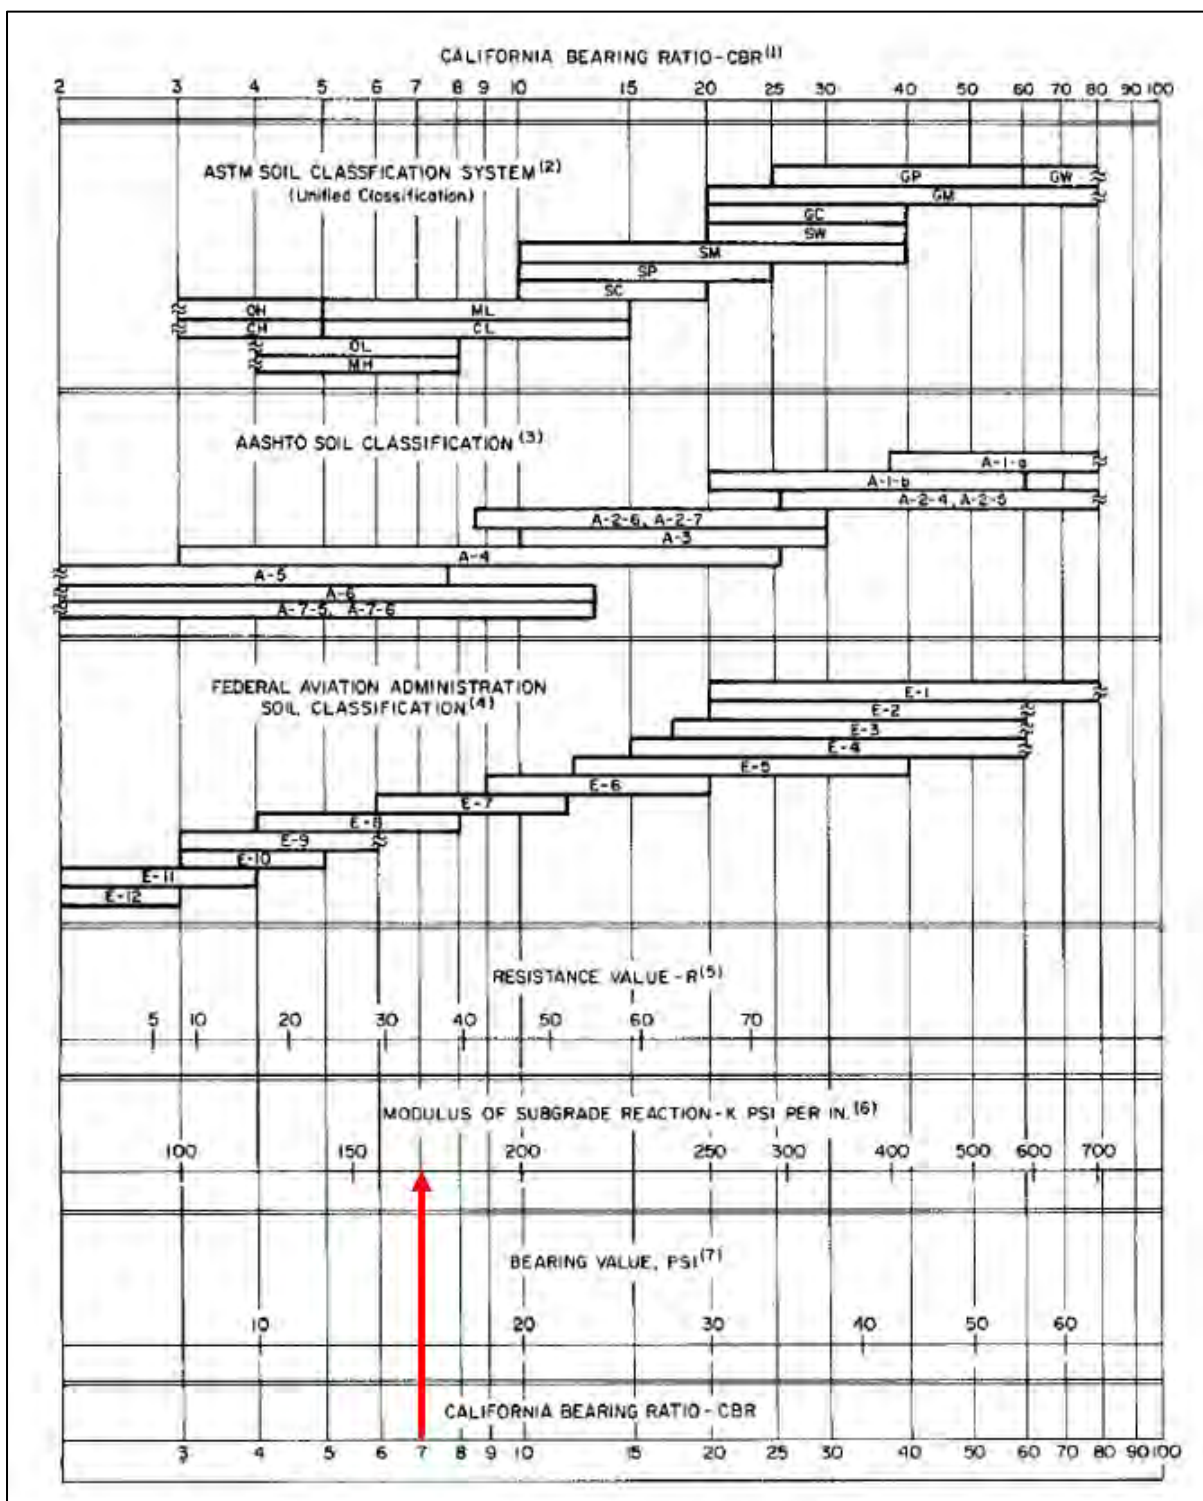 CALIFORNIA BEARING RATIO-CBR(1)
2 3 4 5 6 7 8 9 10 15 20 25 30 40 50 60 70 80 90 100
ASTM SOIL CLASSFICATION SYSTEM(2)
(Unified Classification)
GP GW
GM
GC
SW
SM
SP
SC
OH ML
CH CL
OL
MH
AASHTO SOIL CLASSIFICATION(3)
A-1-a
A-1-b
A-2-4, A-2-5
A-2-6, A-2-7
A-3
A-4
A-5
A-6
A-7-5, A-7-6
FEDERAL AVIATION ADMINISTRATION
SOIL CLASSIFICATION(4)
E-1
E-2
E-3
E-4
E-5
E-6
E-7
E-8
E-9
E-10
E-11
E-12
RESISTANCE VALUE-R(5)
5 10 20 30 40 50 60 70
MODULUS OF SUBGRADE REACTION-K PSI PER IN.(6)
100 150 200 250 300 400 500 600 700
BEARING VALUE, PSI(7)
10 20 30 40 50 60
CALIFORNIA BEARING RATIO-CBR
3 4 5 6 7 8 9 10 15 20 25 30 40 50 60 70 80 90 100